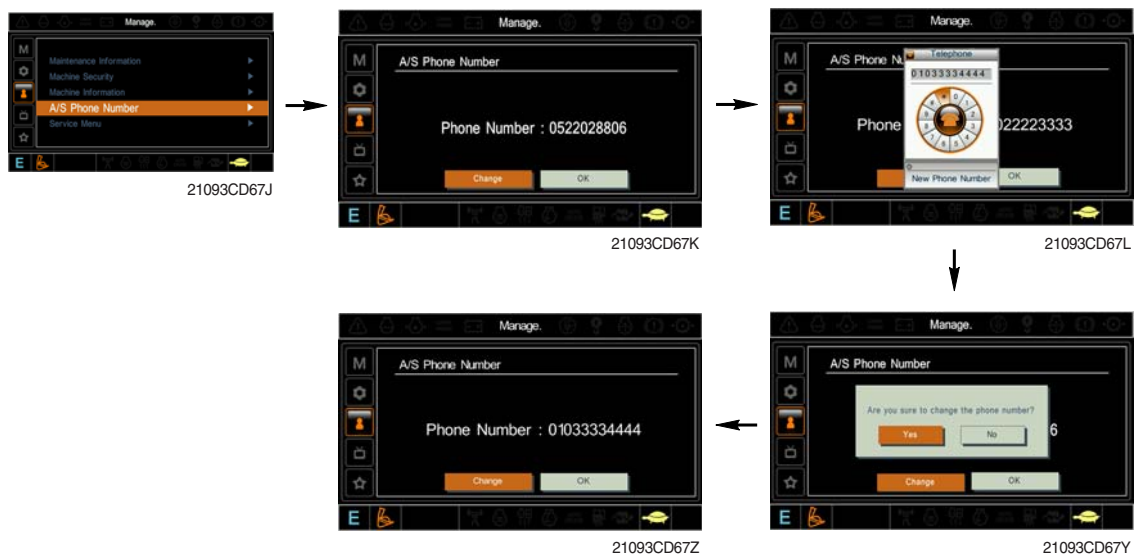 Manage.
Maintenance Information
Machine Security
Machine Information
A/S Phone Number
Service Menu
M
E
21093CD67J
Manage.
M
A/S Phone Number
Phone Number : 0522028806
Change
OK
E
21093CD67K
Manage.
M
A/S Phone Nu
Telephone
01033334444
Phone
022223333
New Phone Number
OK
E
21093CD67L
Manage.
M
A/S Phone Number
Phone Number : 01033334444
Change
OK
E
21093CD67Z
Manage.
M
A/S Phone Number
Are you sure to change the phone number?
Yes
No
6
Change
OK
E
21093CD67Y